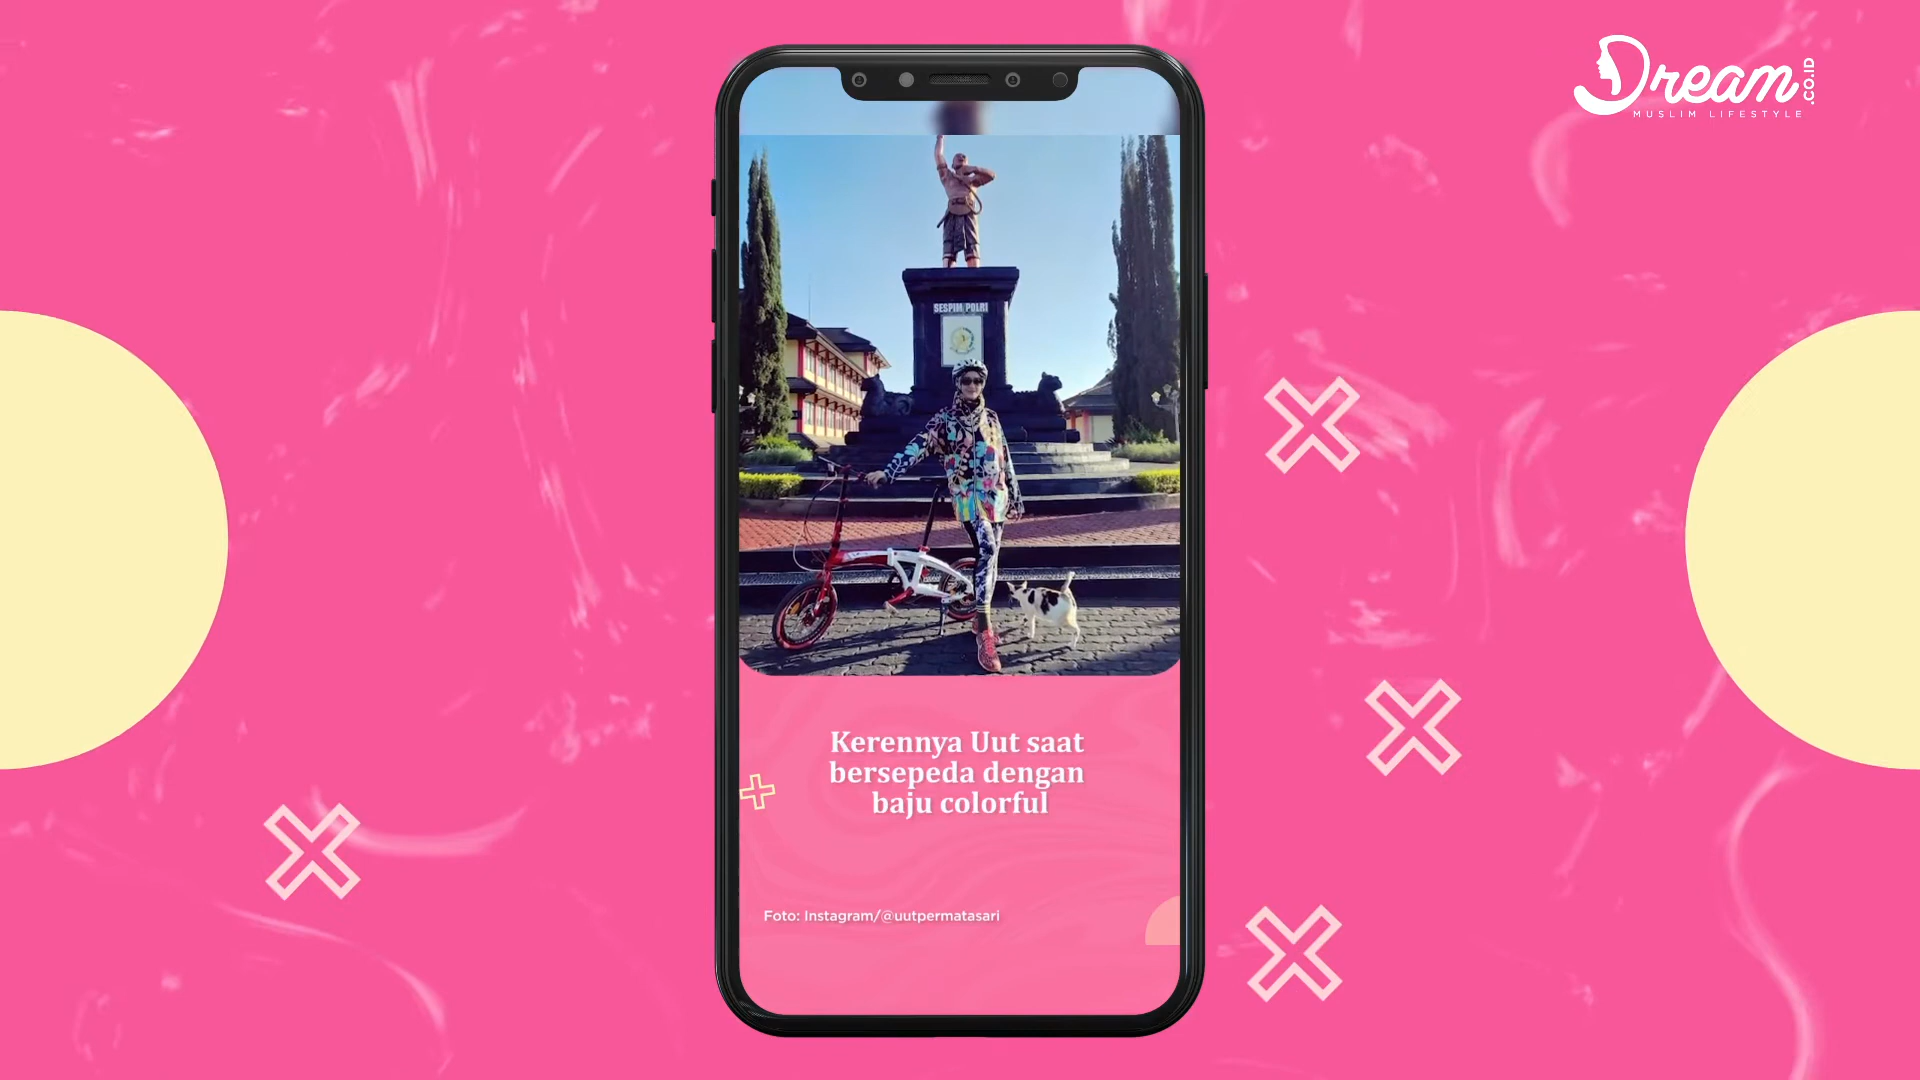 Dream
.CO.ID
MUSLIM LIFESTYLE
SESPIM POLRI
Kerennya Uut saat
bersepeda dengan
baju colorful
Foto: Instagram/@uutpermatasari